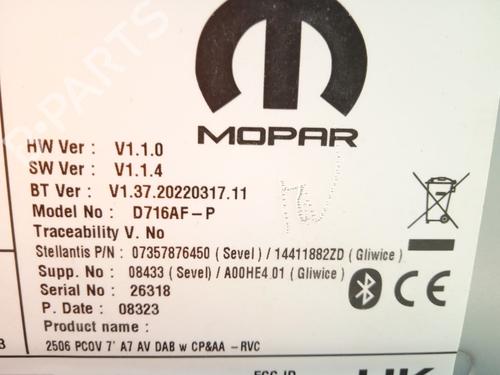 MOPAR
HW Ver : V1.1.0
SW Ver : V1.1.4
BT Ver : V1.37.20220317.11
Model No : D716AF-P
Traceability V. No
Stellantis P/N : 07357876450 ( Sevel ) / 14411882ZD ( Gliwice )
Supp. No : 08433 ( Sevel ) / A00HE4 01 ( Gliwice )
Serial No : 26318
P. Date : 08323
Product name :
2506 PCOV 7' A7 AV DAB w CP&AA -RVC
B-PARTS
CE